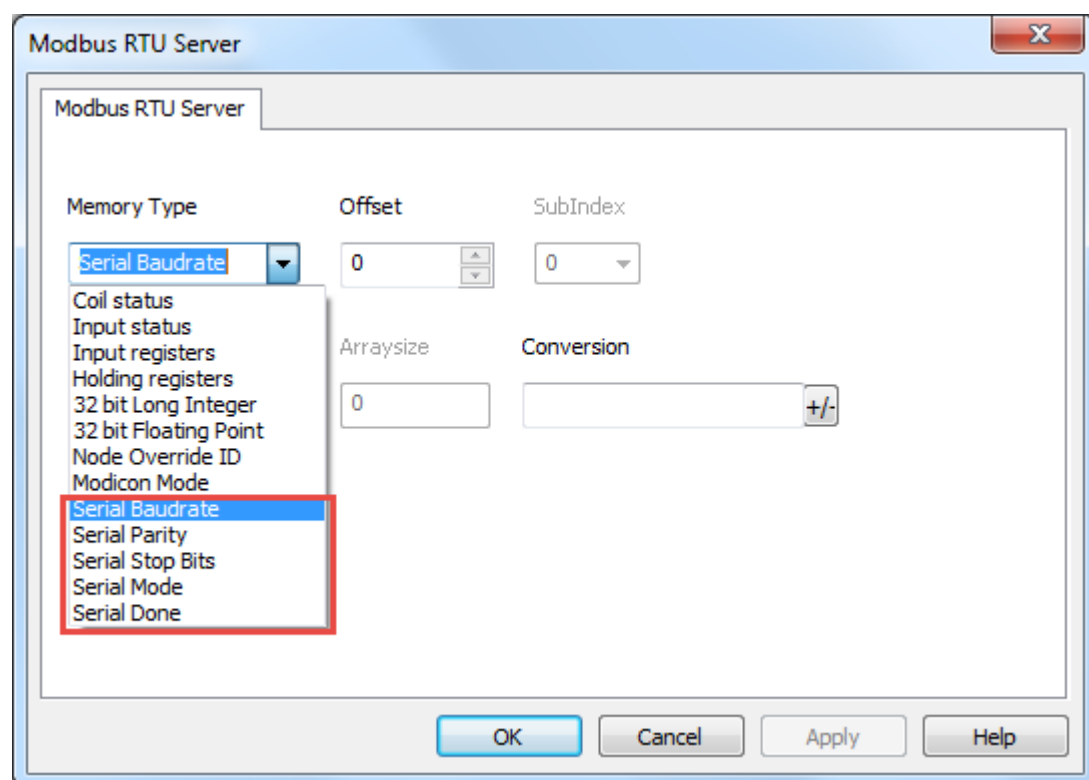 Modbus RTU Server
Modbus RTU Server
Memory Type Offset SubIndex
Serial Baudrate 0 0
Coil status
Input status
Input registers
Holding registers
32 bit Long Integer
32 bit Floating Point
Node Override ID
Modicon Mode
Serial Baudrate
Serial Parity
Serial Stop Bits
Serial Mode
Serial Done
Arraysize Conversion
0 +/-
OK Cancel Apply Help